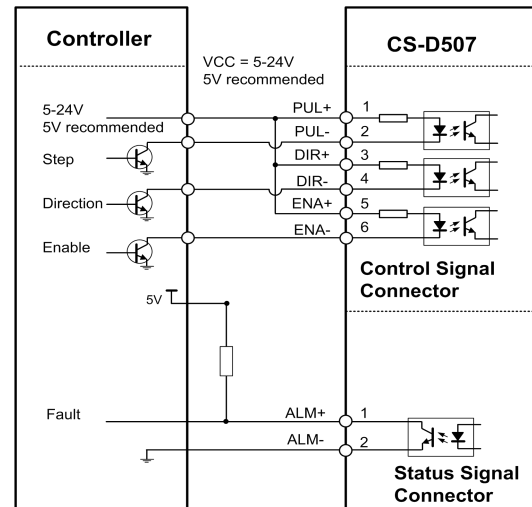 Controller
CS-D507
VCC = 5-24V
5V recommended
5-24V
5V recommended
PUL+ 1
PUL- 2
Step
DIR+ 3
DIR- 4
Direction
ENA+ 5
ENA- 6
Enable
Control Signal
Connector
5V
Fault
ALM+ 1
ALM- 2
Status Signal
Connector